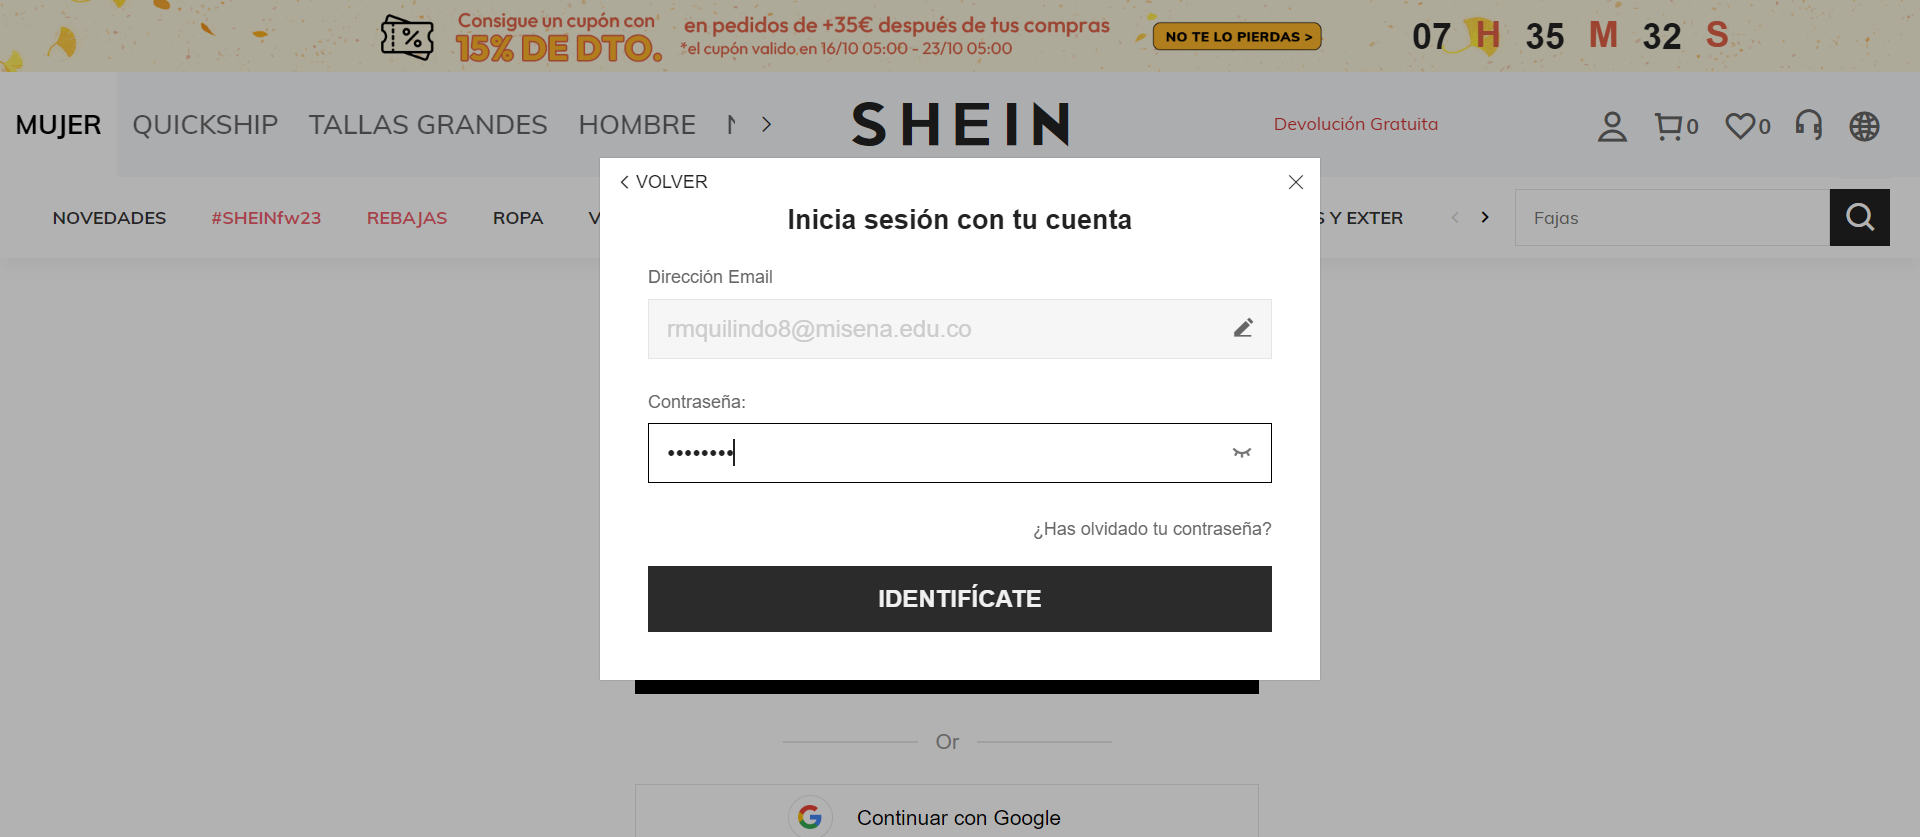 Consigue un cupón con
15% DE DTO.
en pedidos de +35€ después de tus compras
*el cupón valido en 16/10 05:00 - 23/10 05:00
NO TE LO PIERDAS >
07 H 35 M 32 S
MUJER QUICKSHIP TALLAS GRANDES HOMBRE
SHEIN
Devolución Gratuita
0 0
NOVEDADES #SHEINfw23 REBAJAS ROPA
Y EXTER
Fajas
VOLVER
Inicia sesión con tu cuenta
Dirección Email
rmquilindo8@misena.edu.co
Contraseña:
••••••••
¿Has olvidado tu contraseña?
IDENTIFÍCATE
Or
Continuar con Google